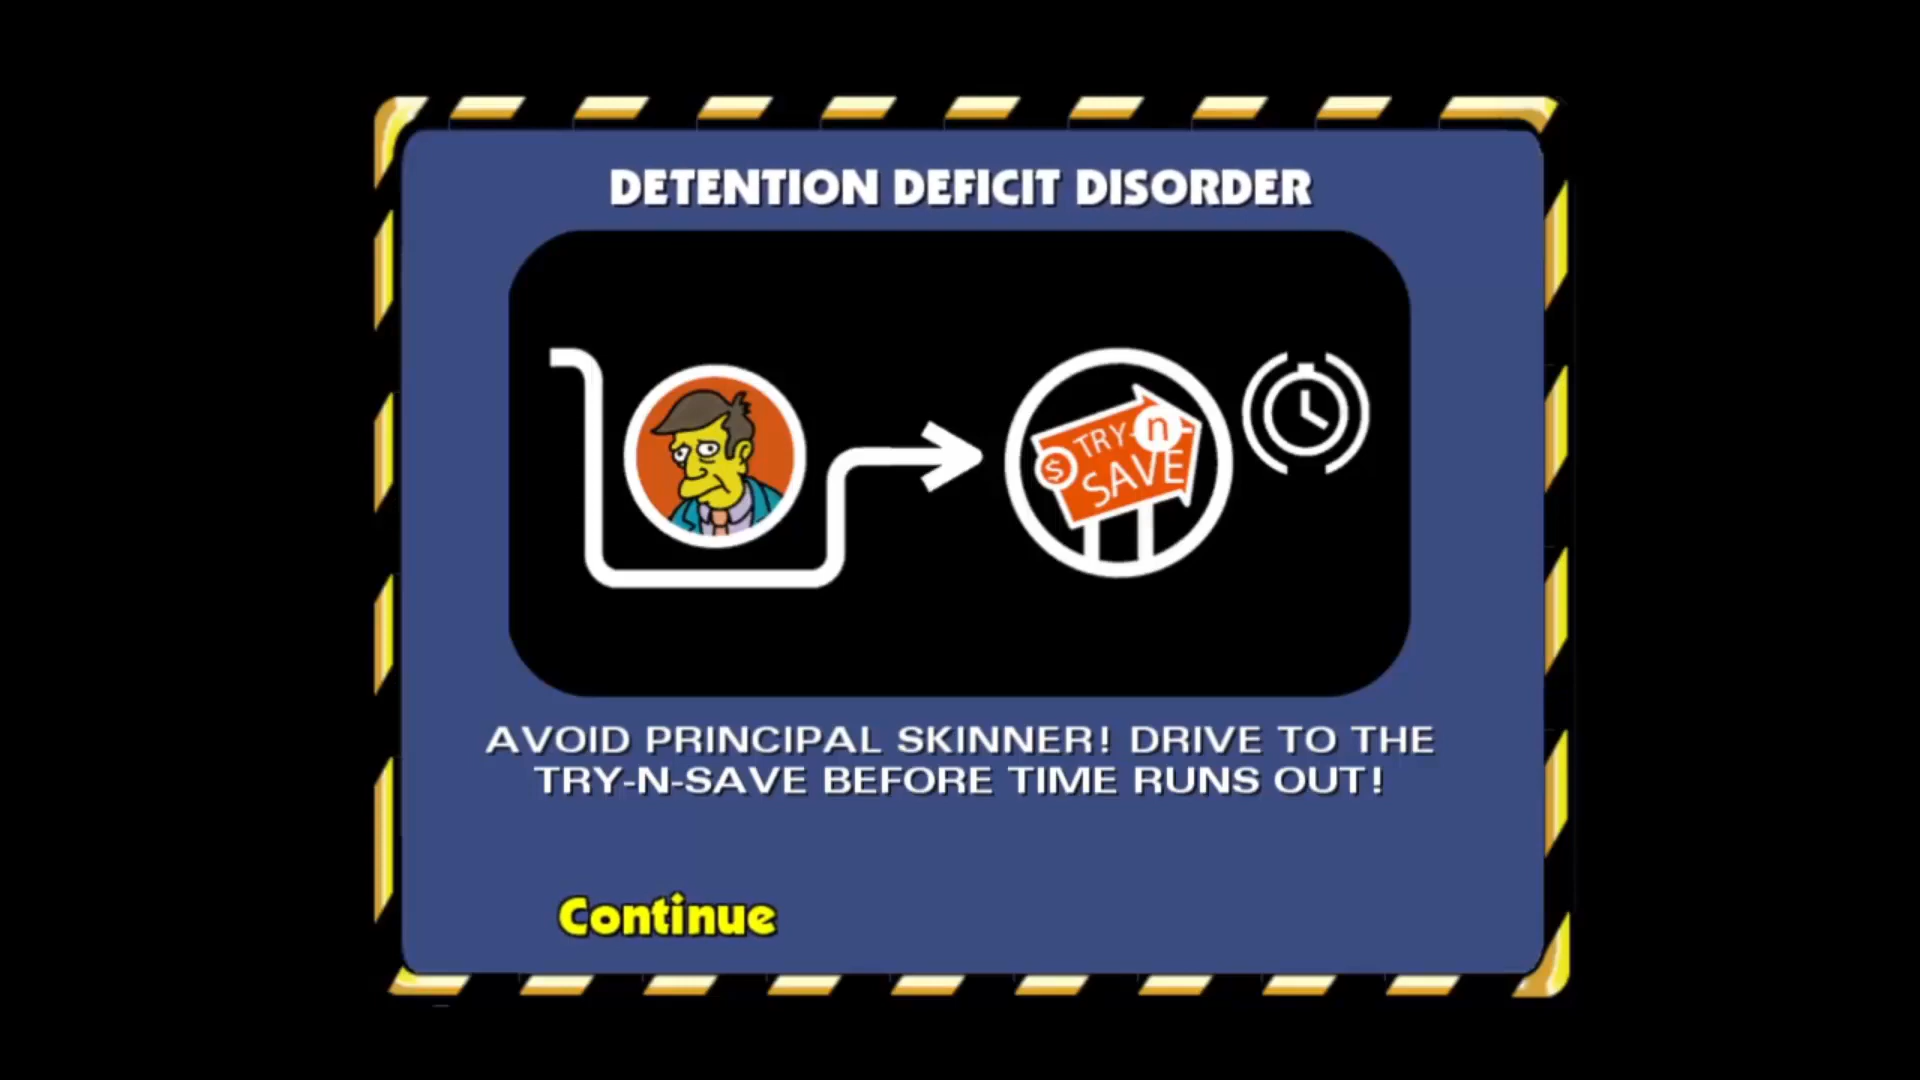 DETENTION DEFICIT DISORDER
$ TRY-n
SAVE
AVOID PRINCIPAL SKINNER! DRIVE TO THE
TRY-N-SAVE BEFORE TIME RUNS OUT!
Continue